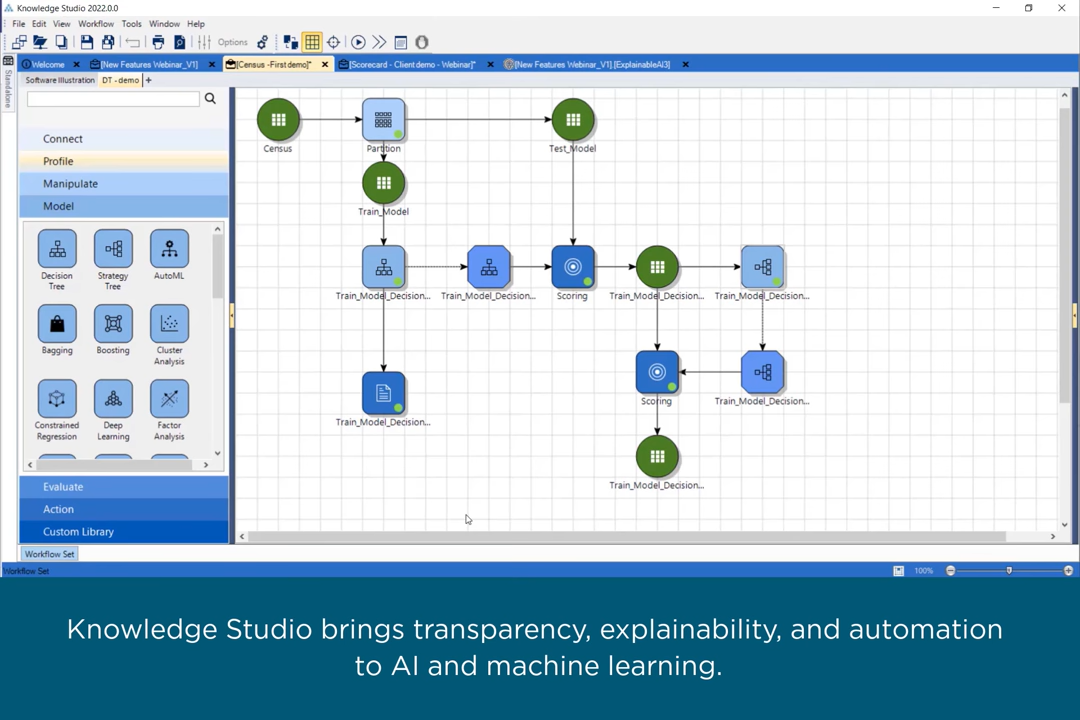 Knowledge Studio 2022.0.0
File Edit View Workflow Tools Window Help
Options
Welcome [New Features Webinar_V1] [Census -First demo]* [Scorecard - Client demo - Webinar]* [New Features Webinar_V1].[ExplainableAI3]
Standalone
Software Illustration DT - demo +
Connect
Profile
Manipulate
Model
Decision
Tree
Strategy
Tree
AutoML
Bagging
Boosting
Cluster
Analysis
Constrained
Regression
Deep
Learning
Factor
Analysis
Evaluate
Action
Custom Library
Census
Partition
Test_Model
Train_Model
Train_Model_Decision...
Train_Model_Decision...
Scoring
Train_Model_Decision...
Train_Model_Decision...
Train_Model_Decision...
Scoring
Train_Model_Decision...
Train_Model_Decision...
Workflow Set
Workflow Set
100%
Knowledge Studio brings transparency, explainability, and automation
to AI and machine learning.